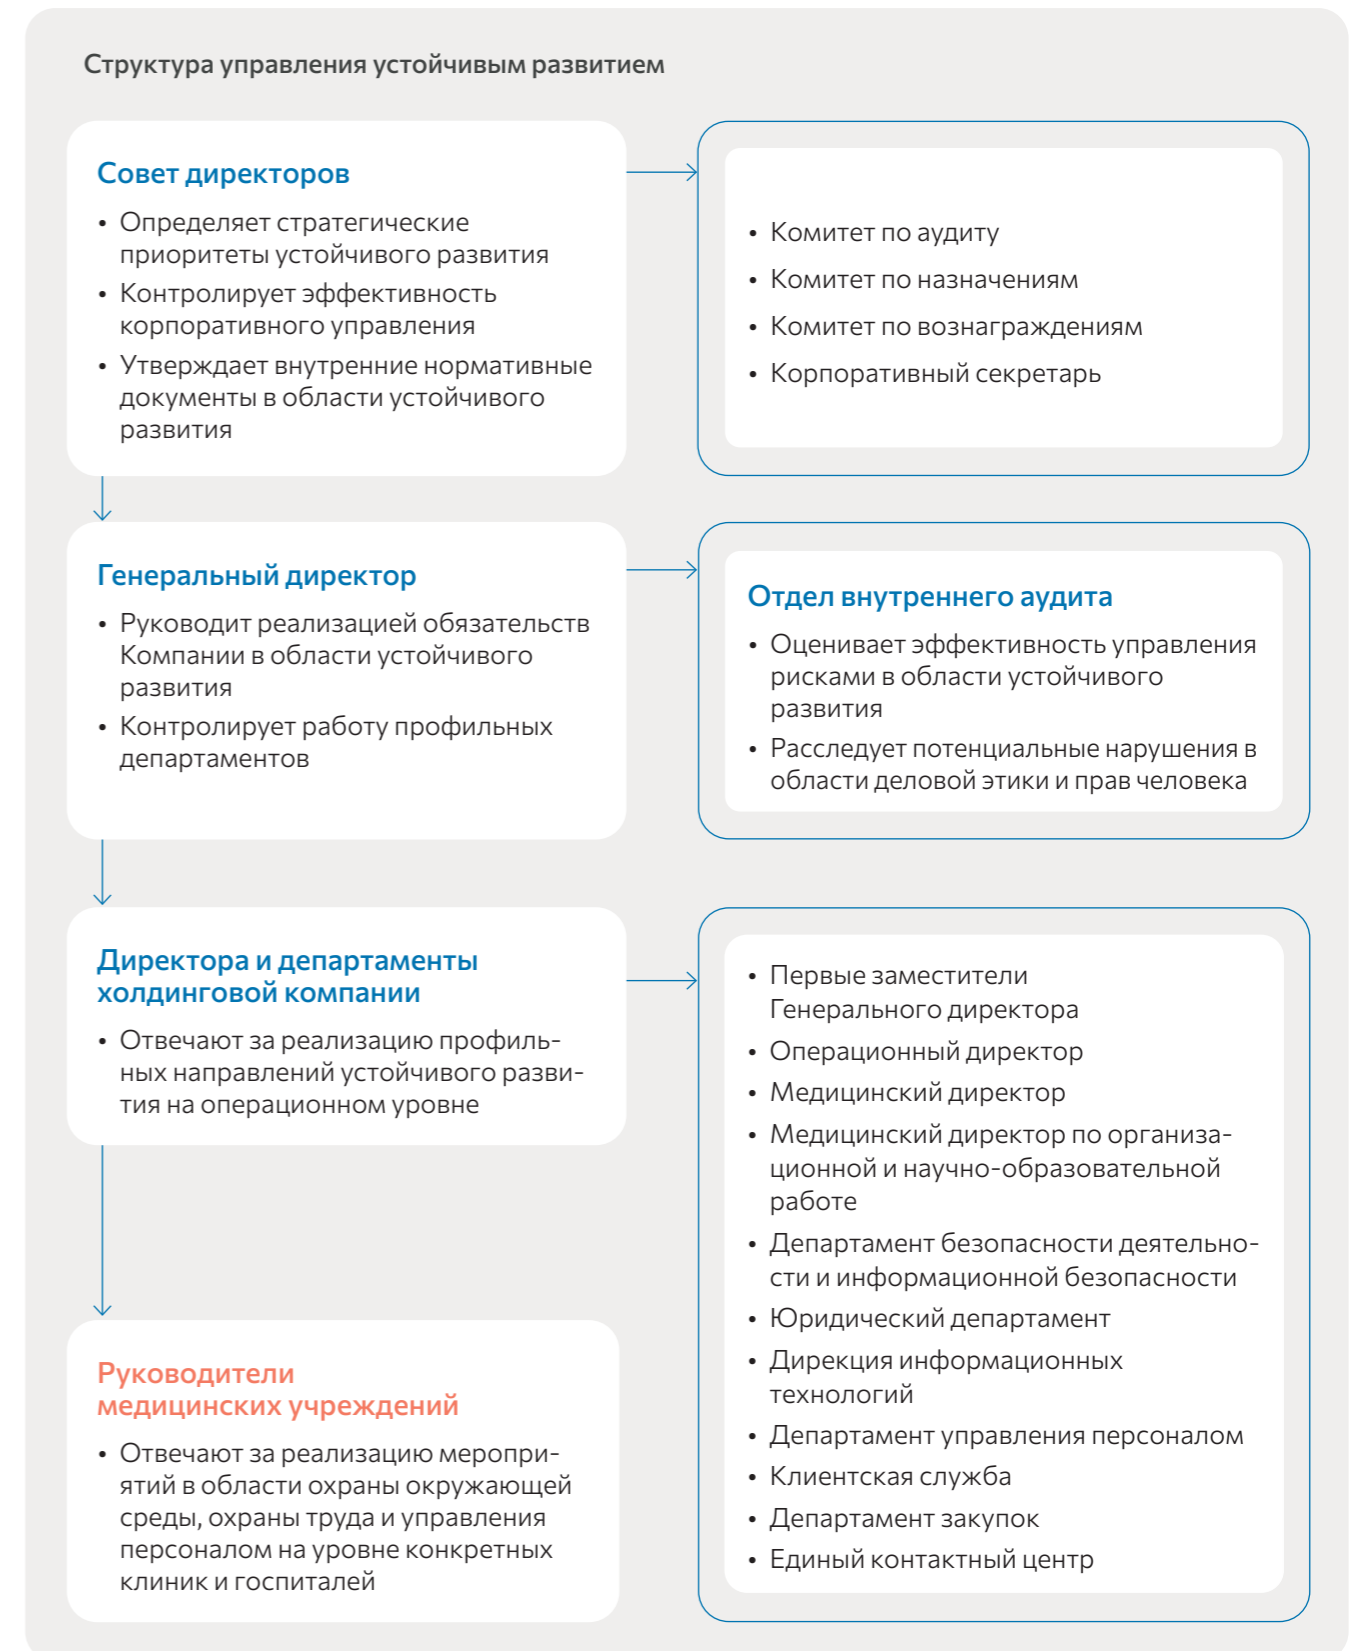 Структура управления устойчивым развитием
Совет директоров
• Определяет стратегические
приоритеты устойчивого развития
• Контролирует эффективность
корпоративного управления
• Утверждает внутренние нормативные
документы в области устойчивого
развития
• Комитет по аудиту
• Комитет по назначениям
• Комитет по вознаграждениям
• Корпоративный секретарь
Генеральный директор
• Руководит реализацией обязательств
Компании в области устойчивого
развития
• Контролирует работу профильных
департаментов
Отдел внутреннего аудита
• Оценивает эффективность управления
рисками в области устойчивого
развития
• Расследует потенциальные нарушения в
области деловой этики и прав человека
Директора и департаменты
холдинговой компании
• Отвечают за реализацию профиль-
ных направлений устойчивого разви-
тия на операционном уровне
• Первые заместители
Генерального директора
• Операционный директор
• Медицинский директор
• Медицинский директор по организа-
ционной и научно-образовательной
работе
• Департамент безопасности деятельно-
сти и информационной безопасности
• Юридический департамент
• Дирекция информационных
технологий
• Департамент управления персоналом
• Клиентская служба
• Департамент закупок
• Единый контактный центр
Руководители
медицинских учреждений
• Отвечают за реализацию меропри-
ятий в области охраны окружающей
среды, охраны труда и управления
персоналом на уровне конкретных
клиник и госпиталей